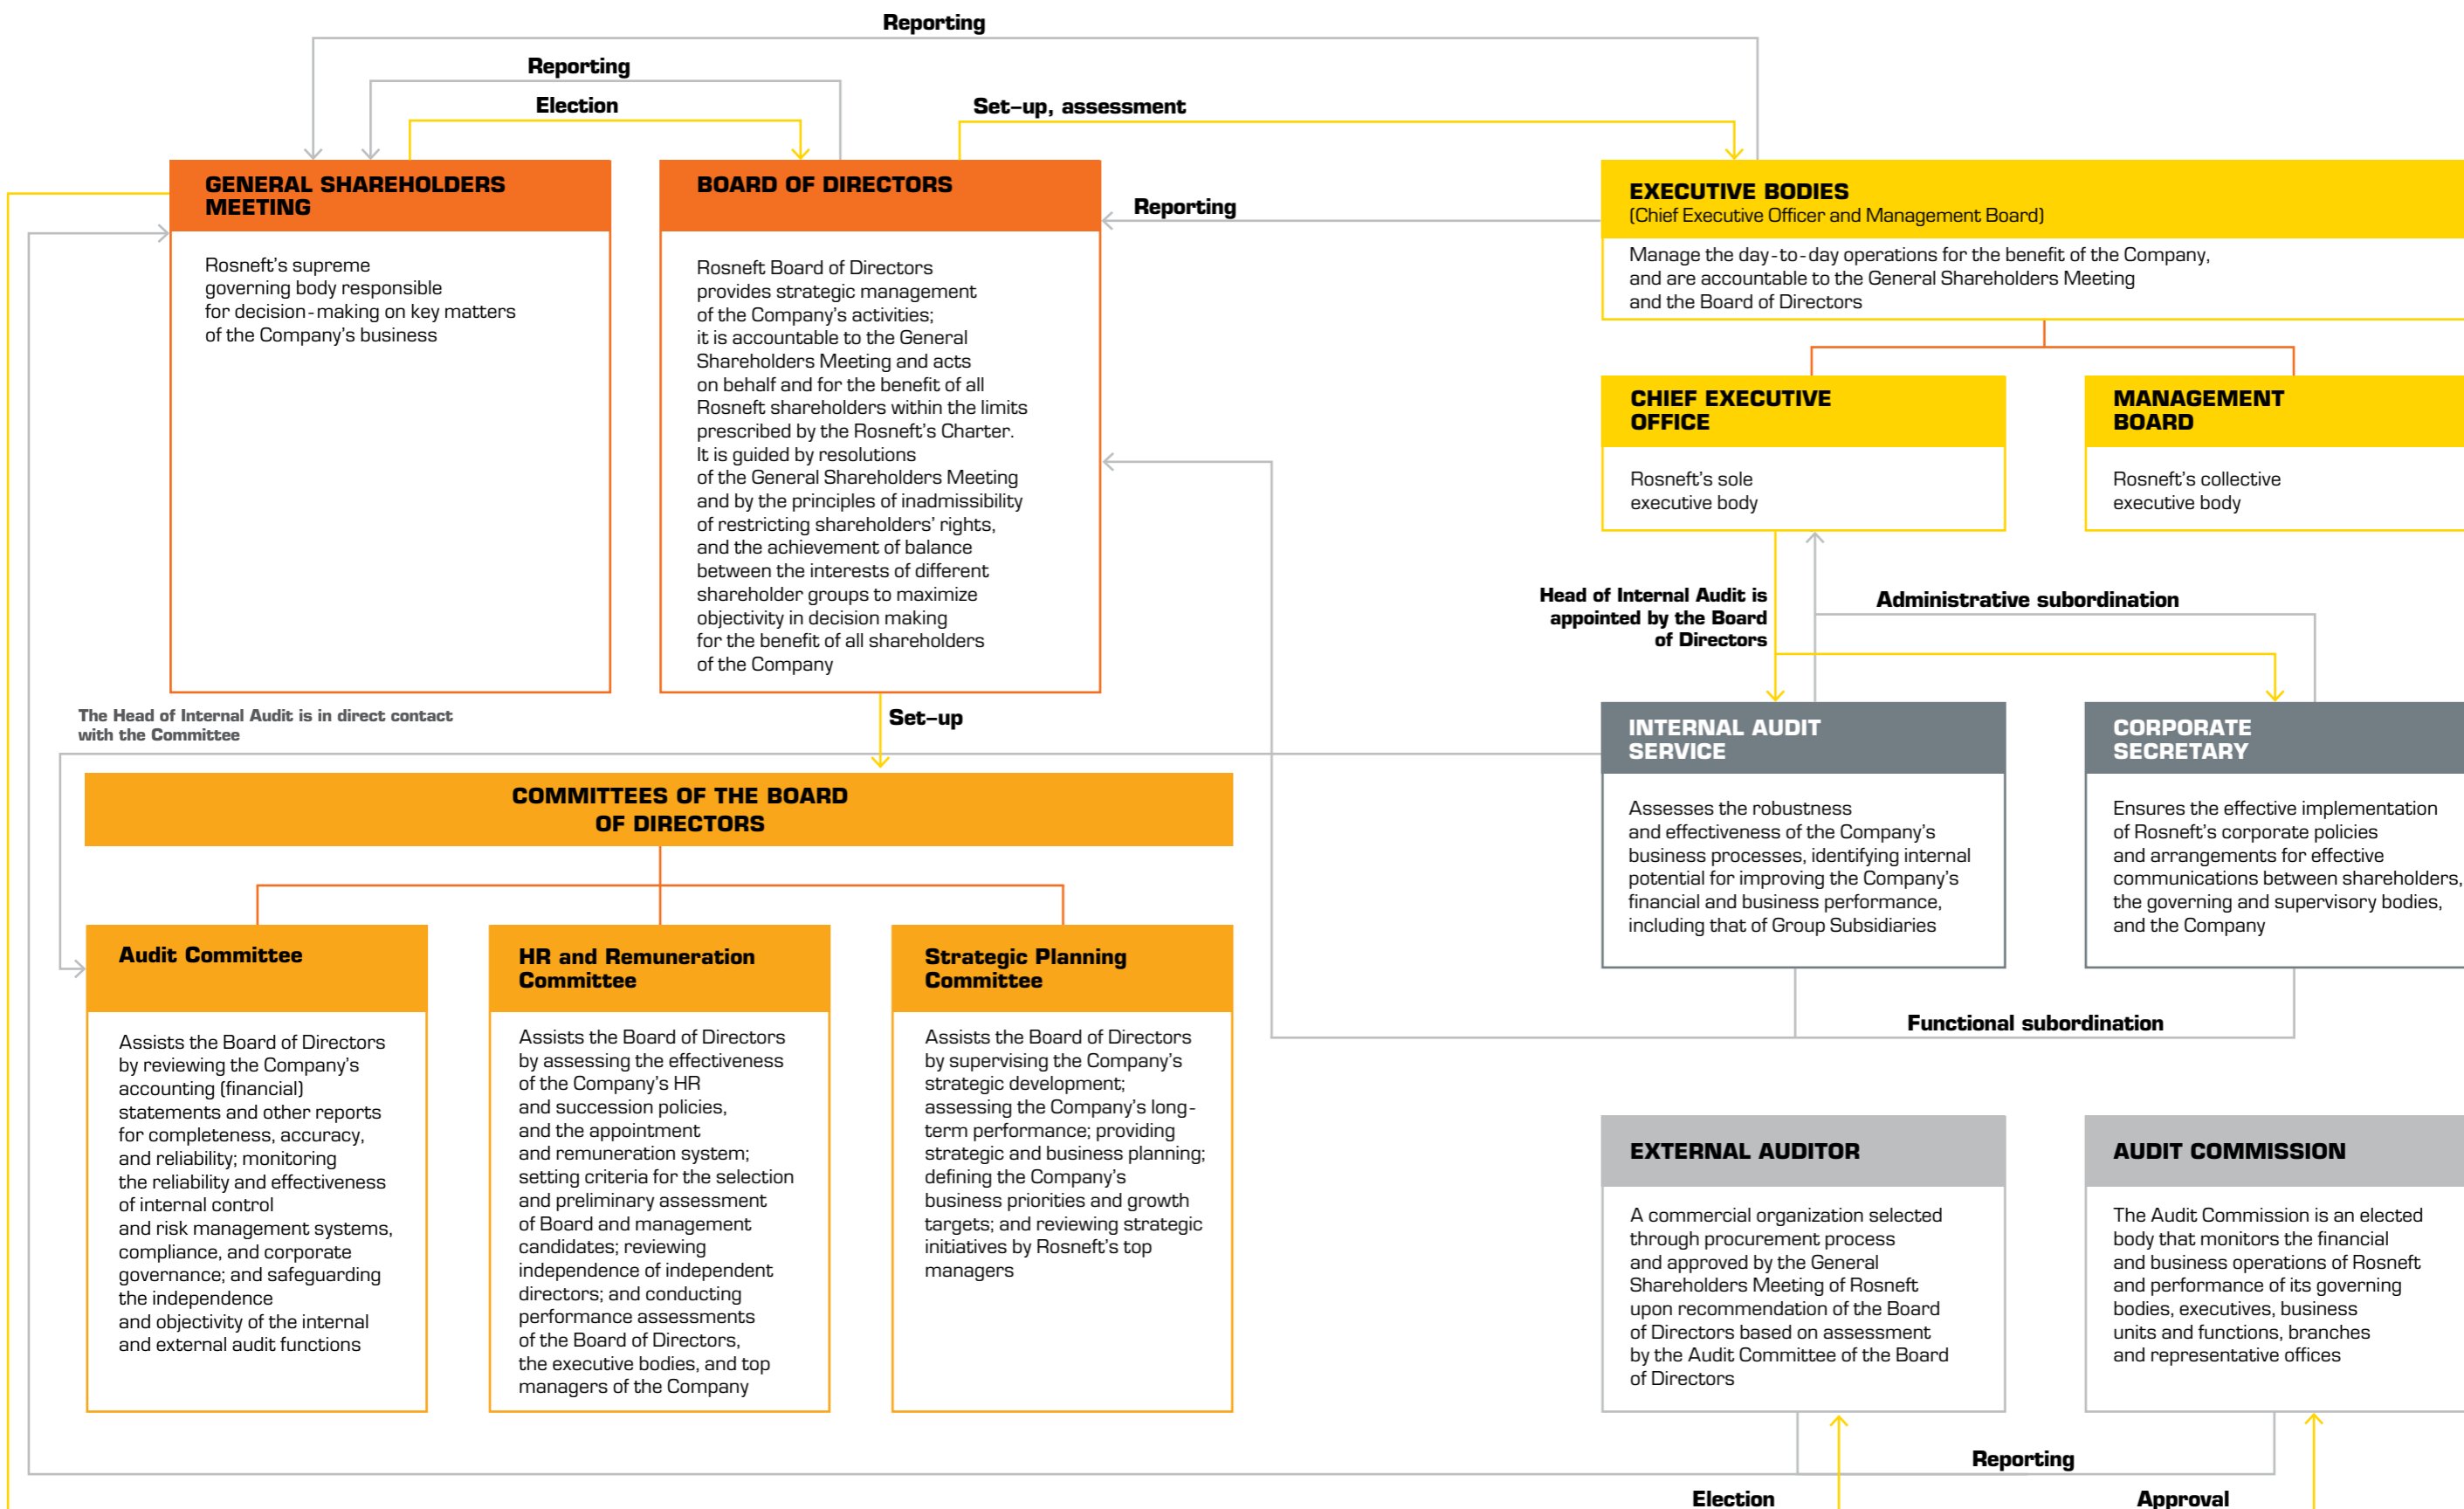 Reporting
Reporting
Election
Set-up, assessment
GENERAL SHAREHOLDERS
MEETING
Rosneft's supreme
governing body responsible
for decision-making on key matters
of the Company's business
BOARD OF DIRECTORS
Rosneft Board of Directors
provides strategic management
of the Company's activities;
it is accountable to the General
Shareholders Meeting and acts
on behalf and for the benefit of all
Rosneft shareholders within the limits
prescribed by the Rosneft's Charter.
It is guided by resolutions
of the General Shareholders Meeting
and by the principles of inadmissibility
of restricting shareholders' rights,
and the achievement of balance
between the interests of different
shareholder groups to maximize
objectivity in decision making
for the benefit of all shareholders
of the Company
Reporting
EXECUTIVE BODIES
(Chief Executive Officer and Management Board)
Manage the day-to-day operations for the benefit of the Company,
and are accountable to the General Shareholders Meeting
and the Board of Directors
CHIEF EXECUTIVE
OFFICE
Rosneft's sole
executive body
MANAGEMENT
BOARD
Rosneft's collective
executive body
Head of Internal Audit is
appointed by the Board
of Directors
Administrative subordination
The Head of Internal Audit is in direct contact
with the Committee
Set-up
INTERNAL AUDIT
SERVICE
Assesses the robustness
and effectiveness of the Company's
business processes, identifying internal
potential for improving the Company's
financial and business performance,
including that of Group Subsidiaries
CORPORATE
SECRETARY
Ensures the effective implementation
of Rosneft's corporate policies
and arrangements for effective
communications between shareholders,
the governing and supervisory bodies,
and the Company
COMMITTEES OF THE BOARD
OF DIRECTORS
Audit Committee
Assists the Board of Directors
by reviewing the Company's
accounting (financial)
statements and other reports
for completeness, accuracy,
and reliability; monitoring
the reliability and effectiveness
of internal control
and risk management systems,
compliance, and corporate
governance; and safeguarding
the independence
and objectivity of the internal
and external audit functions
HR and Remuneration
Committee
Assists the Board of Directors
by assessing the effectiveness
of the Company's HR
and succession policies,
and the appointment
and remuneration system;
setting criteria for the selection
and preliminary assessment
of Board and management
candidates; reviewing
independence of independent
directors; and conducting
performance assessments
of the Board of Directors,
the executive bodies, and top
managers of the Company
Strategic Planning
Committee
Assists the Board of Directors
by supervising the Company's
strategic development;
assessing the Company's long-
term performance; providing
strategic and business planning;
defining the Company's
business priorities and growth
targets; and reviewing strategic
initiatives by Rosneft's top
managers
Functional subordination
EXTERNAL AUDITOR
A commercial organization selected
through procurement process
and approved by the General
Shareholders Meeting of Rosneft
upon recommendation of the Board
of Directors based on assessment
by the Audit Committee of the Board
of Directors
AUDIT COMMISSION
The Audit Commission is an elected
body that monitors the financial
and business operations of Rosneft
and performance of its governing
bodies, executives, business
units and functions, branches
and representative offices
Reporting
Election
Approval